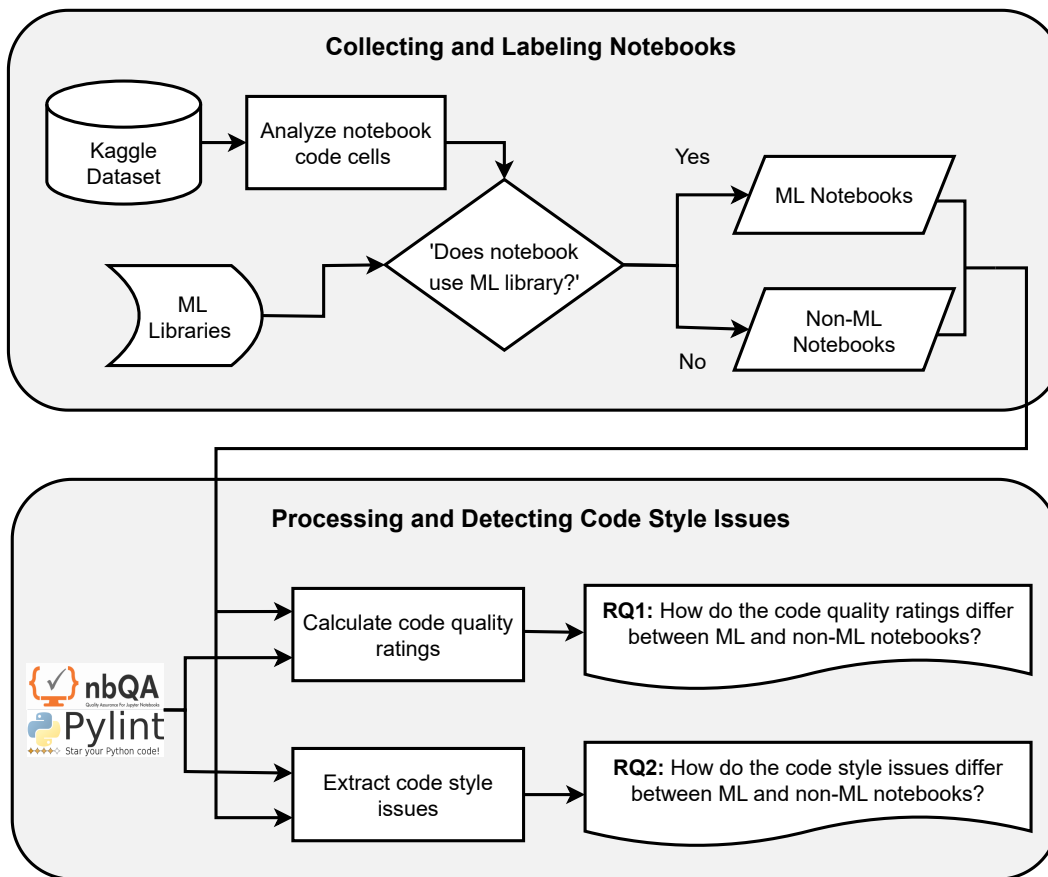 Collecting and Labeling Notebooks
Kaggle
Dataset
Analyze notebook
code cells
Yes
ML Notebooks
'Does notebook
use ML library?'
ML
Libraries
Non-ML
Notebooks
No
Processing and Detecting Code Style Issues
Calculate code quality
ratings
RQ1: How do the code quality ratings differ
between ML and non-ML notebooks?
nbQA
Quality Assurance For Jupyter Notebooks
Pylint
Star your Python code!
Extract code style
issues
RQ2: How do the code style issues differ
between ML and non-ML notebooks?